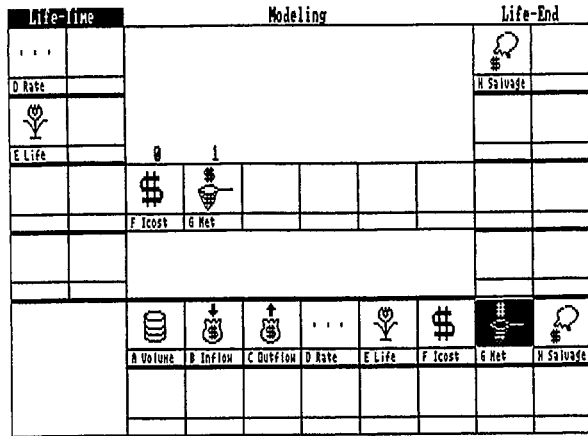 Life-Time Modeling Life-End
D Rate H Salvage
E Life 0 1
F Icost G Net
A Volume B Inflow C Outflow D Rate E Life F Icost G Net H Salvage